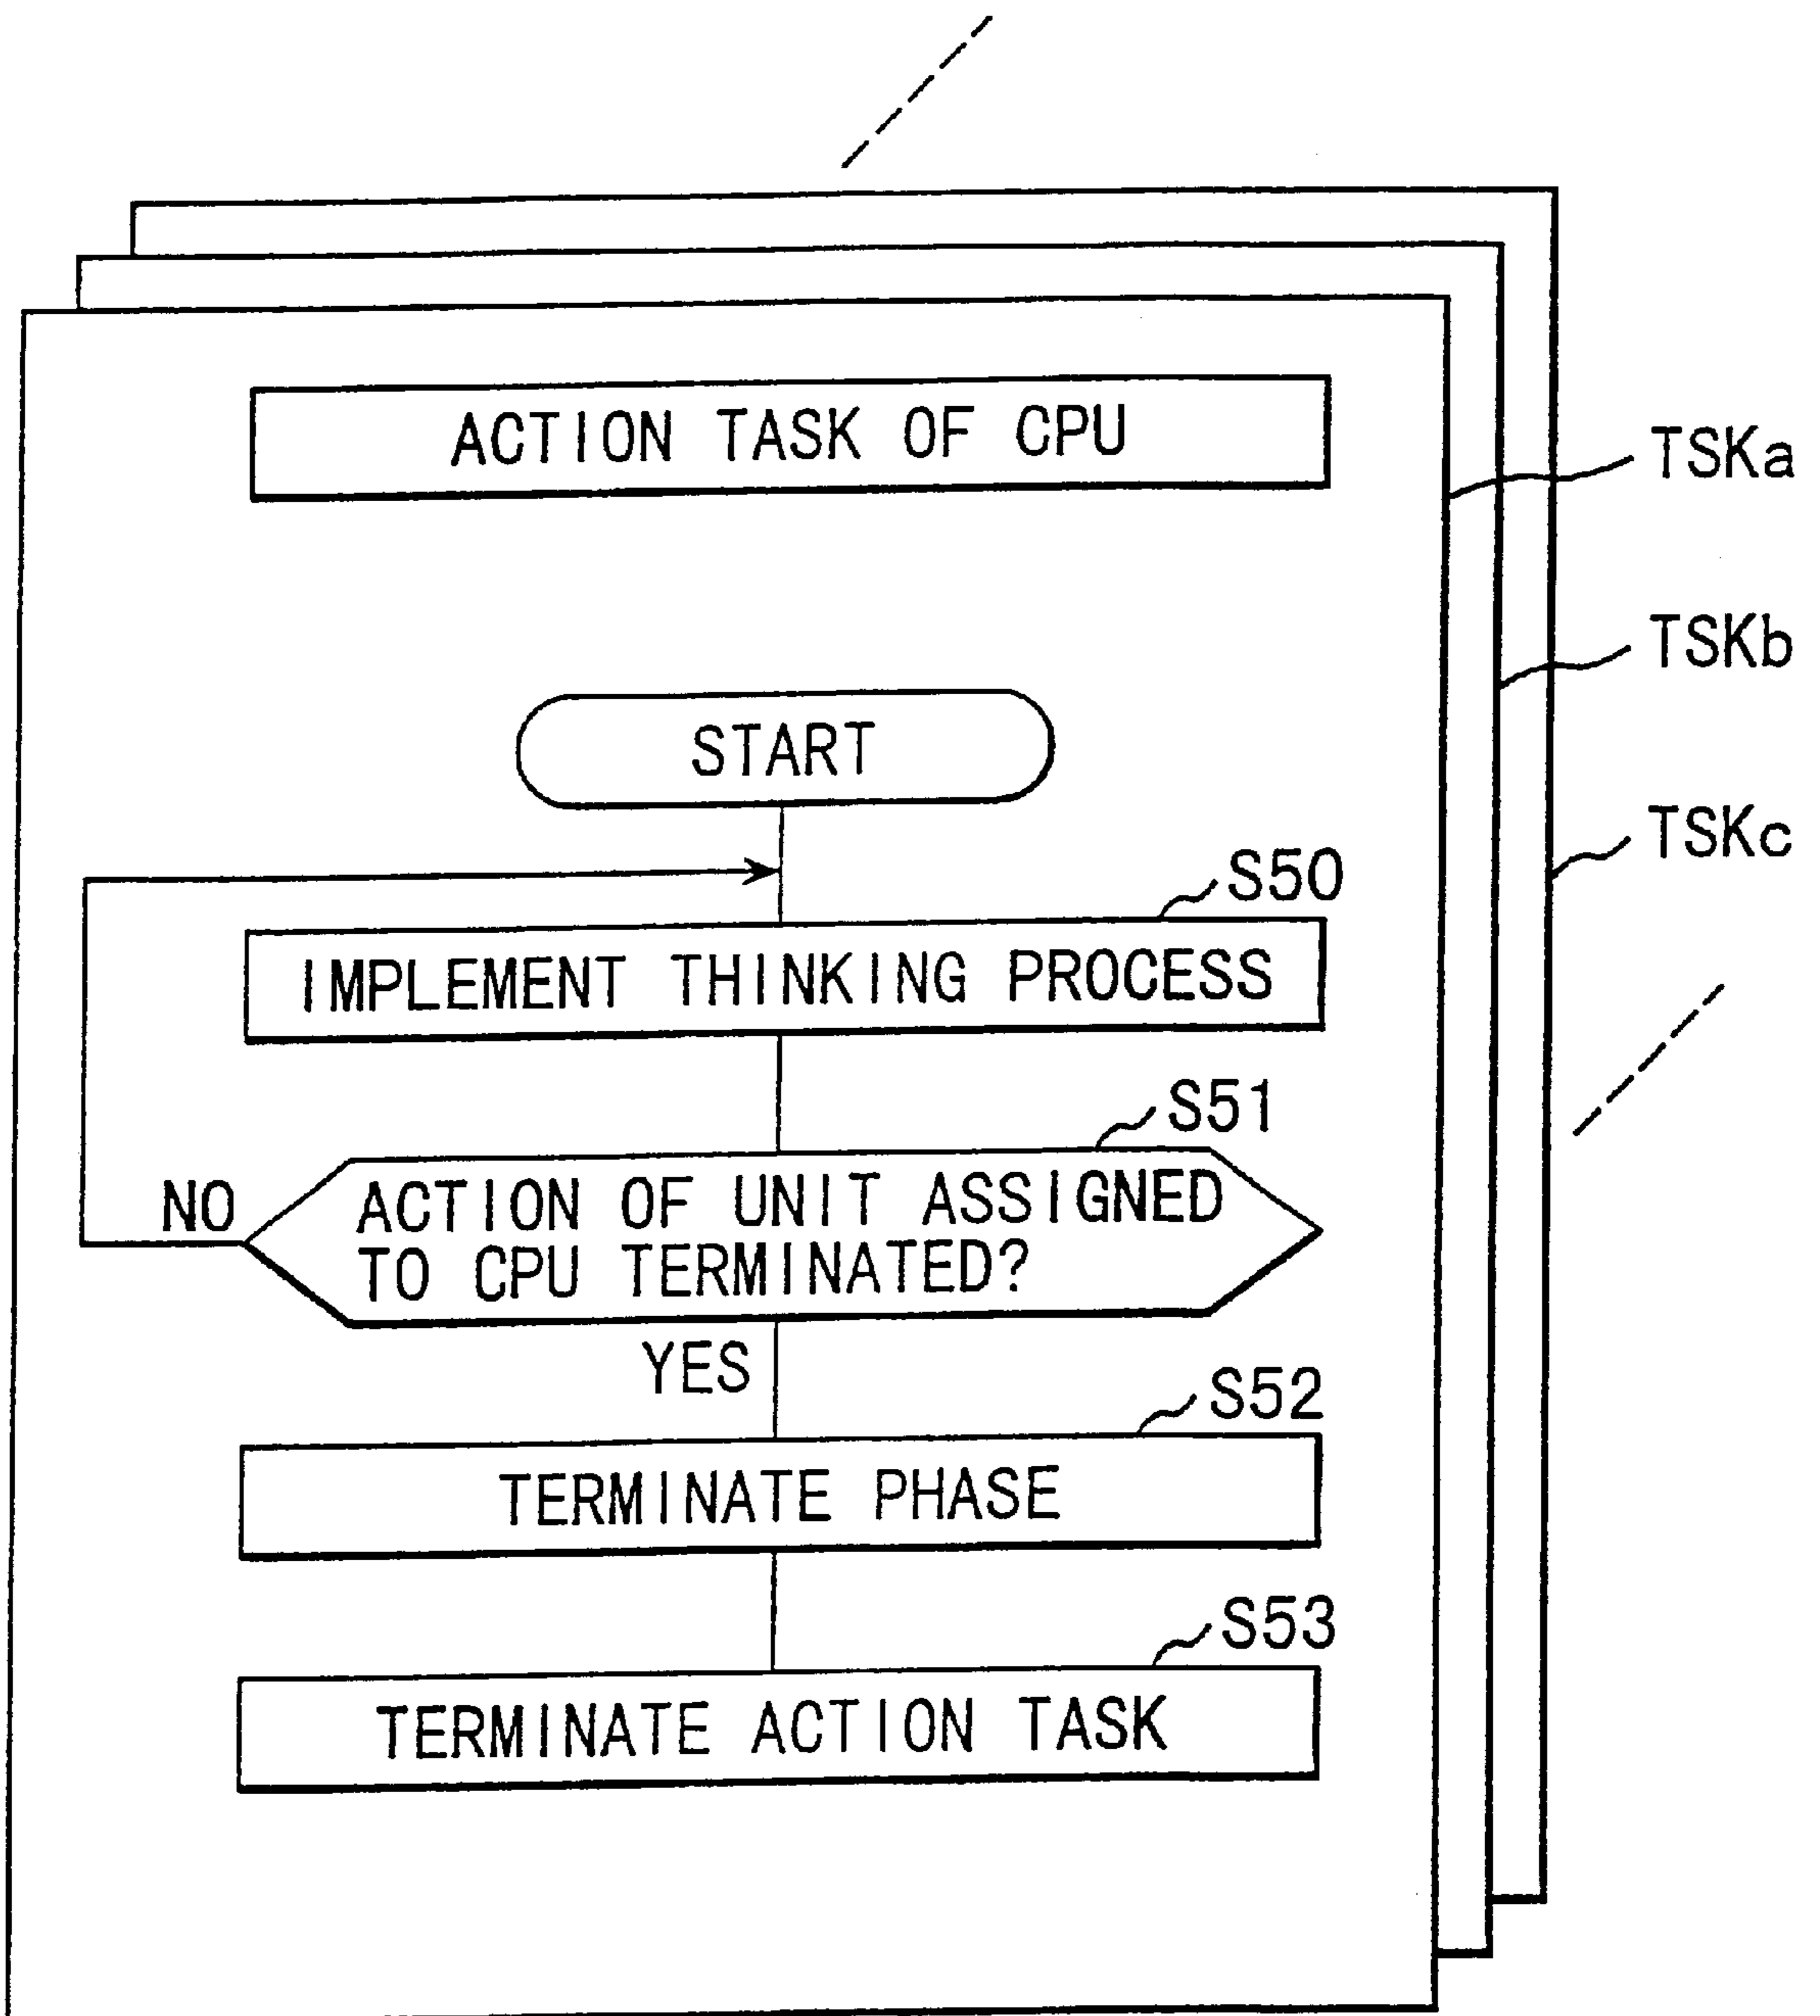 ACTION TASK OF CPU
TSKa
TSKb
START
TSKc
S50
IMPLEMENT THINKING PROCESS
S51
NO
ACTION OF UNIT ASSIGNED
TO CPU TERMINATED?
YES
S52
TERMINATE PHASE
S53
TERMINATE ACTION TASK